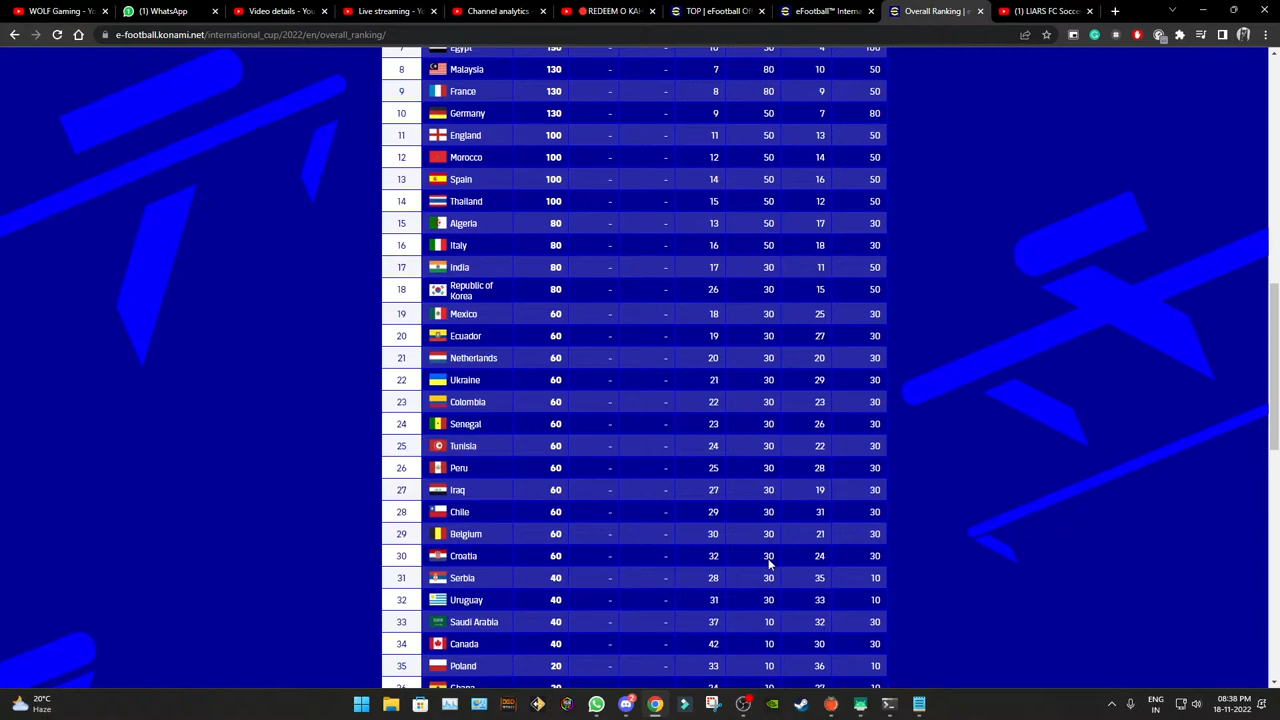 WOLF Gaming. - Yo
(1) WhatsApp
Video details - You
Live streaming - Yo
Channel analytics
REDEEM O KAH
TOP | eFootball Of
eFootball™ Interna
Overall Ranking | e
(1) LIARS FC Socce
esports.konami.net/international_cup/2022/en/overall_ranking/
7 Egypt 150 - - 10 50 4 100
8 Malaysia 130 - - 7 80 10 50
9 France 130 - - 8 80 9 50
10 Germany 130 - - 9 50 7 80
11 England 100 - - 11 50 13 50
12 Morocco 100 - - 12 50 14 50
13 Spain 100 - - 14 50 16 50
14 Thailand 100 - - 15 50 12 50
15 Algeria 80 - - 13 50 17 30
16 Italy 80 - - 16 50 18 30
17 India 80 - - 17 30 11 50
18 Republic of Korea 80 - - 26 30 15 50
19 Mexico 60 - - 18 30 25 30
20 Ecuador 60 - - 19 30 27 30
21 Netherlands 60 - - 20 30 20 30
22 Ukraine 60 - - 21 30 29 30
23 Colombia 60 - - 22 30 23 30
24 Senegal 60 - - 23 30 26 30
25 Tunisia 60 - - 24 30 22 30
26 Peru 60 - - 25 30 28 30
27 Iraq 60 - - 27 30 19 30
28 Chile 60 - - 29 30 31 30
29 Belgium 60 - - 30 30 21 30
30 Croatia 60 - - 32 30 24 30
31 Serbia 40 - - 28 30 35 10
32 Uruguay 40 - - 31 30 33 10
33 Saudi Arabia 40 - - 37 10 32 30
34 Canada 40 - - 42 10 30 30
35 Poland 20 - - 33 10 36 10
20°C
Haze
ENG
IN
08:38 PM